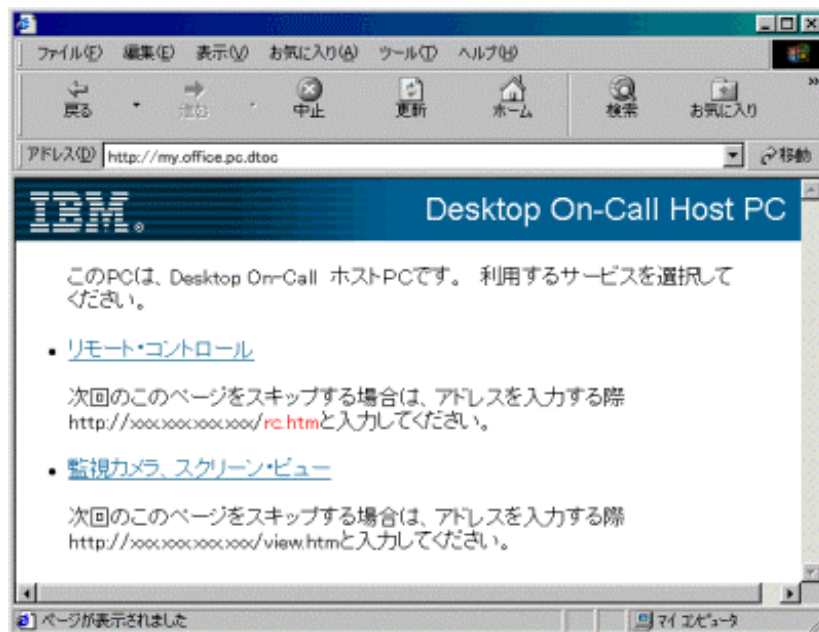 ファイル(F) 編集(E) 表示(V) お気に入り(A) ツール(T) ヘルプ(H)
戻る 進む 中止 更新 ホーム 検索 お気に入り
アドレス(D) http://my.office.pc.dtoc 移動
IBM® Desktop On-Call Host PC
このPCは、Desktop On-Call ホストPCです。 利用するサービスを選択して
ください。
• リモート・コントロール
次回のこのページをスキップする場合は、アドレスを入力する際
http://xxx.xxx.xxx.xxx/rc.htmと入力してください。
• 監視カメラ、スクリーン・ビュー
次回のこのページをスキップする場合は、アドレスを入力する際
http://xxx.xxx.xxx.xxx/view.htmと入力してください。
ページが表示されました マイ コンピュータ